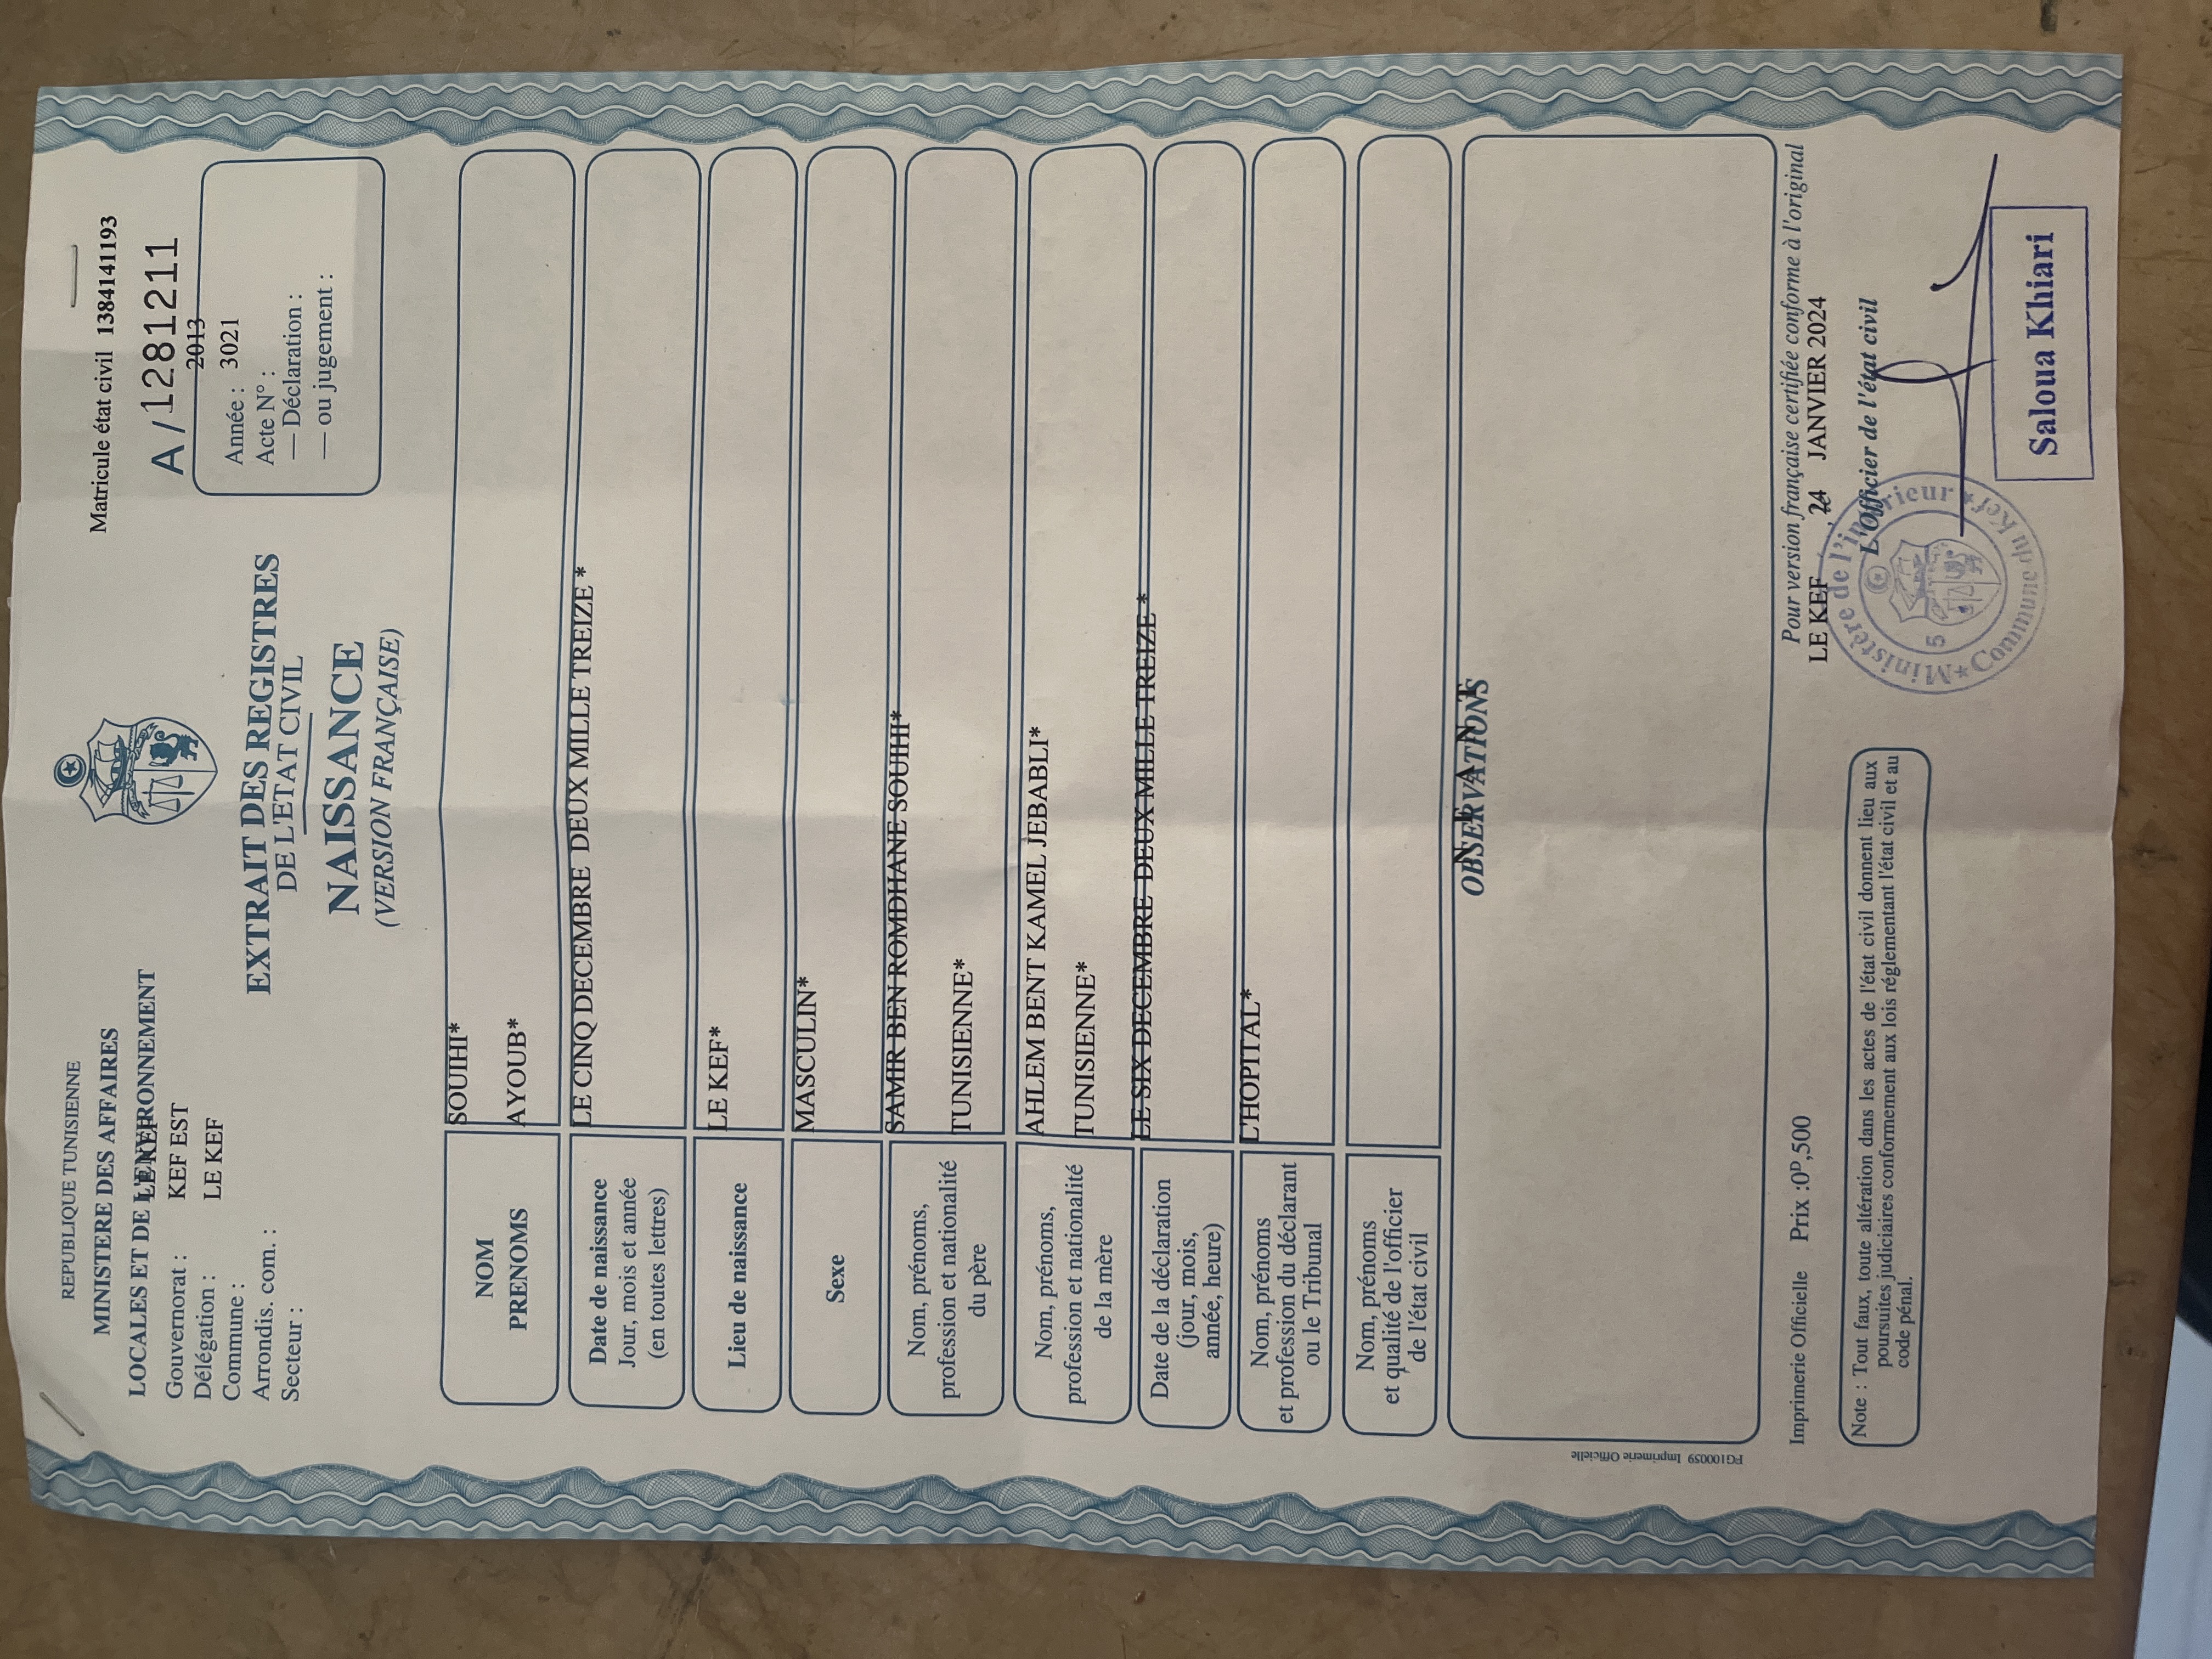 REPUBLIQUE TUNISIENNE
MINISTERE DES AFFAIRES
LOCALES ET DE L'ENVIRONNEMENT
LE KEF
Gouvernorat : KEF EST
Délégation : LE KEF
Commune :
Arrondis. com. :
Secteur :
Matricule état civil 1384141193
A/1281211
2013
Année : 3021
Acte N° :
— Déclaration :
— ou jugement :
EXTRAIT DES REGISTRES
DE L'ETAT CIVIL
NAISSANCE
(VERSION FRANÇAISE)
NOM SOUIHI*
PRENOMS AYOUB*
Date de naissance LE CINQ DECEMBRE DEUX MILLE TREIZE *
Jour, mois et année
(en toutes lettres)
Lieu de naissance LE KEF*
Sexe MASCULIN*
Nom, prénoms, SAMIR BEN ROMDHANE SOUIHI*
profession et nationalité TUNISIENNE*
du père
Nom, prénoms, AHLEM BENT KAMEL JEBABLI*
profession et nationalité TUNISIENNE*
de la mère
Date de la déclaration LE SIX DECEMBRE DEUX MILLE TREIZE *
(jour, mois,
année, heure)
Nom, prénoms L'HOPITAL*
et profession du déclarant
ou le Tribunal
Nom, prénoms
et qualité de l'officier
de l'état civil
OBSERVATIONS
N E A N T
FG100059 Imprimerie Officielle
Imprimerie Officielle Prix :0ᴰ,500
Pour version française certifiée conforme à l'original
LE KEF , 24 JANVIER 2024
L'Officier de l'état civil
Ministère de l'intérieur
Commune du Kef
5
Saloua Khiari
Note : Tout faux, toute altération dans les actes de l'état civil donnent lieu aux
poursuites judiciaires conformement aux lois réglementant l'état civil et au
code pénal.